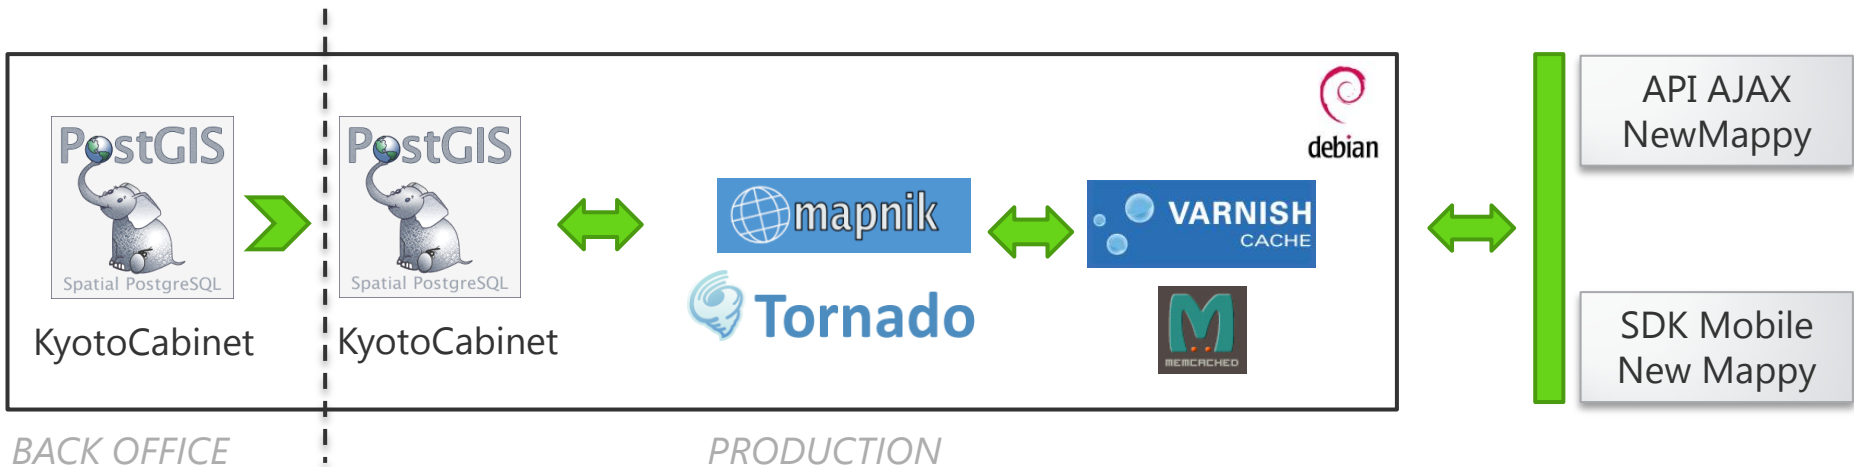 PostGIS
Spatial PostgreSQL
KyotoCabinet
PostGIS
Spatial PostgreSQL
KyotoCabinet
mapnik
Tornado
VARNISH
CACHE
MEMCACHED
debian
API AJAX
NewMappy
SDK Mobile
New Mappy
BACK OFFICE
PRODUCTION